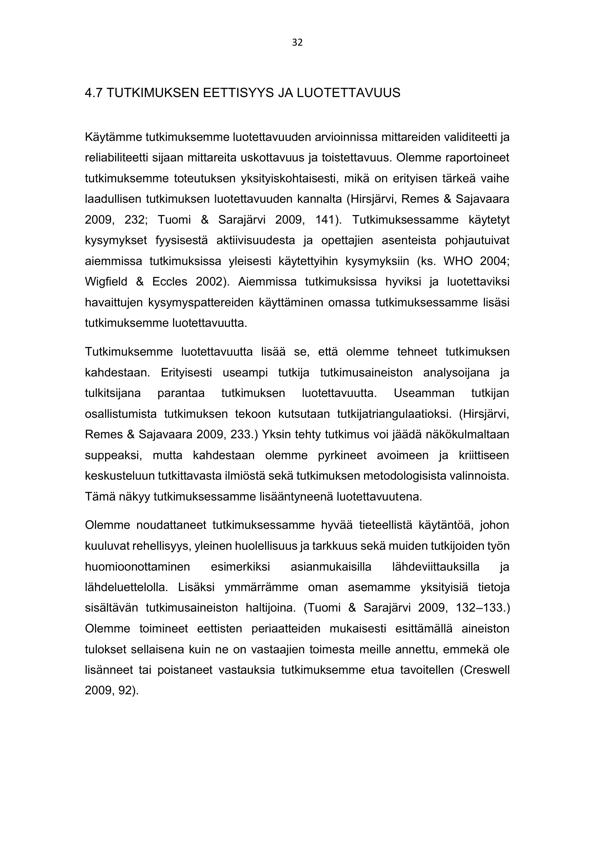 32
4.7 TUTKIMUKSEN EETTISYYS JA LUOTETTAVUUS
Käytämme tutkimuksemme luotettavuuden arvioinnissa mittareiden validiteetti ja
reliabiliteetti sijaan mittareita uskottavuus ja toistettavuus. Olemme raportoineet
tutkimuksemme toteutuksen yksityiskohtaisesti, mikä on erityisen tärkeä vaihe
laadullisen tutkimuksen luotettavuuden kannalta (Hirsjärvi, Remes & Sajavaara
2009, 232; Tuomi & Sarajärvi 2009, 141). Tutkimuksessamme käytetyt
kysymykset fyysisestä aktiivisuudesta ja opettajien asenteista pohjautuivat
aiemmissa tutkimuksissa yleisesti käytettyihin kysymyksiin (ks. WHO 2004;
Wigfield & Eccles 2002). Aiemmissa tutkimuksissa hyviksi ja luotettaviksi
havaittujen kysymyspattereiden käyttäminen omassa tutkimuksessamme lisäsi
tutkimuksemme luotettavuutta.
Tutkimuksemme luotettavuutta lisää se, että olemme tehneet tutkimuksen
kahdestaan. Erityisesti useampi tutkija tutkimusaineiston analysoijana ja
tulkitsijana parantaa tutkimuksen luotettavuutta. Useamman tutkijan
osallistumista tutkimuksen tekoon kutsutaan tutkijatriangulaatioksi. (Hirsjärvi,
Remes & Sajavaara 2009, 233.) Yksin tehty tutkimus voi jäädä näkökulmaltaan
suppeaksi, mutta kahdestaan olemme pyrkineet avoimeen ja kriittiseen
keskusteluun tutkittavasta ilmiöstä sekä tutkimuksen metodologisista valinnoista.
Tämä näkyy tutkimuksessamme lisääntyneenä luotettavuutena.
Olemme noudattaneet tutkimuksessamme hyvää tieteellistä käytäntöä, johon
kuuluvat rehellisyys, yleinen huolellisuus ja tarkkuus sekä muiden tutkijoiden työn
huomioonottaminen esimerkiksi asianmukaisilla lähdeviittauksilla ja
lähdeluettelolla. Lisäksi ymmärrämme oman asemamme yksityisiä tietoja
sisältävän tutkimusaineiston haltijoina. (Tuomi & Sarajärvi 2009, 132–133.)
Olemme toimineet eettisten periaatteiden mukaisesti esittämällä aineiston
tulokset sellaisena kuin ne on vastaajien toimesta meille annettu, emmekä ole
lisänneet tai poistaneet vastauksia tutkimuksemme etua tavoitellen (Creswell
2009, 92).